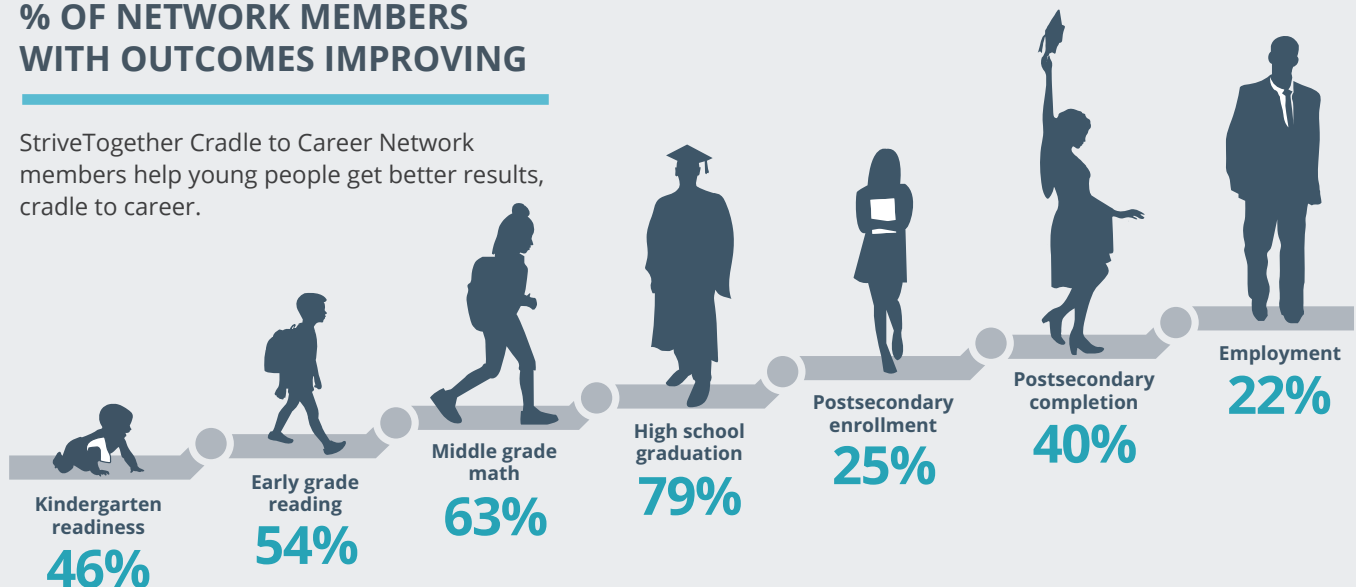 % OF NETWORK MEMBERS
WITH OUTCOMES IMPROVING
StriveTogether Cradle to Career Network
members help young people get better results,
cradle to career.
Kindergarten
readiness
46%
Early grade
reading
54%
Middle grade
math
63%
High school
graduation
79%
Postsecondary
enrollment
25%
Postsecondary
completion
40%
Employment
22%